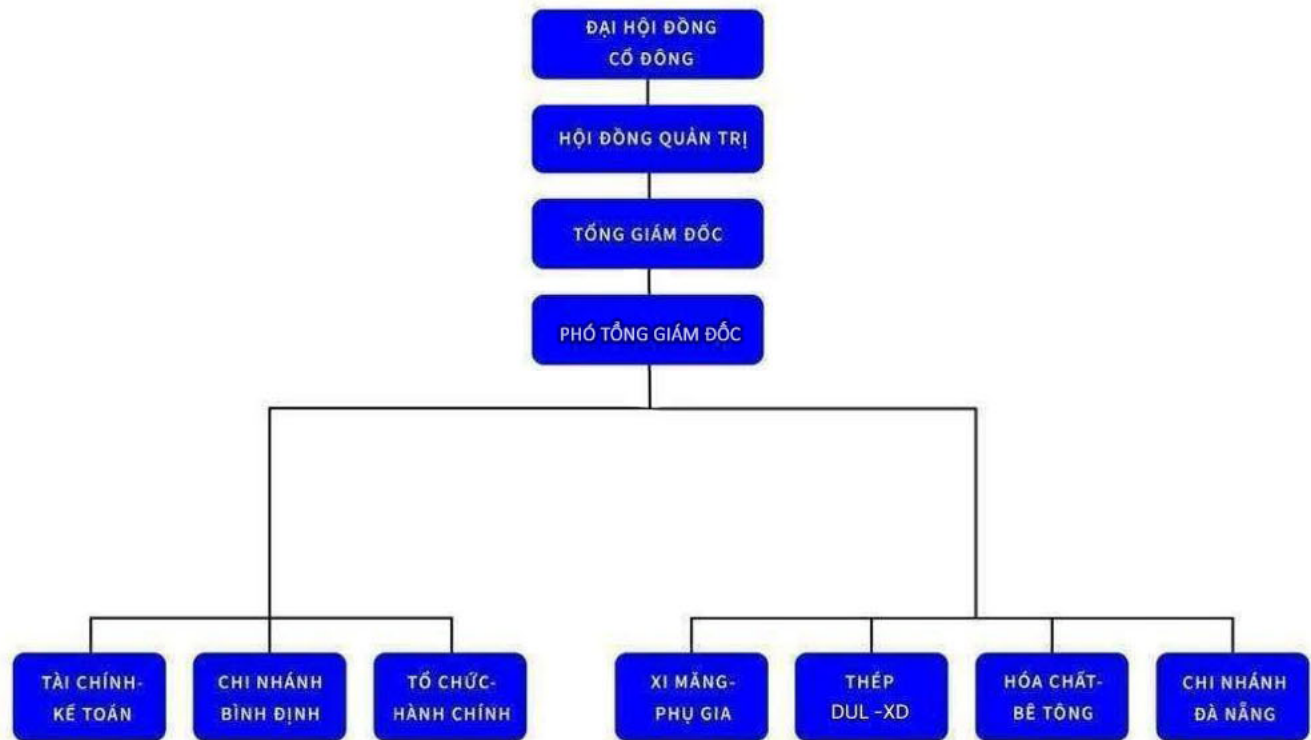 ĐẠI HỘI ĐỒNG
CỔ ĐÔNG
HỘI ĐỒNG QUẢN TRỊ
TỔNG GIÁM ĐỐC
PHÓ TỔNG GIÁM ĐỐC
TÀI CHÍNH-
KẾ TOÁN
CHI NHÁNH
BÌNH ĐỊNH
TỔ CHỨC-
HÀNH CHÍNH
XI MĂNG-
PHỤ GIA
THÉP
DUL –XD
HÓA CHẤT-
BÊ TÔNG
CHI NHÁNH
ĐÀ NẴNG